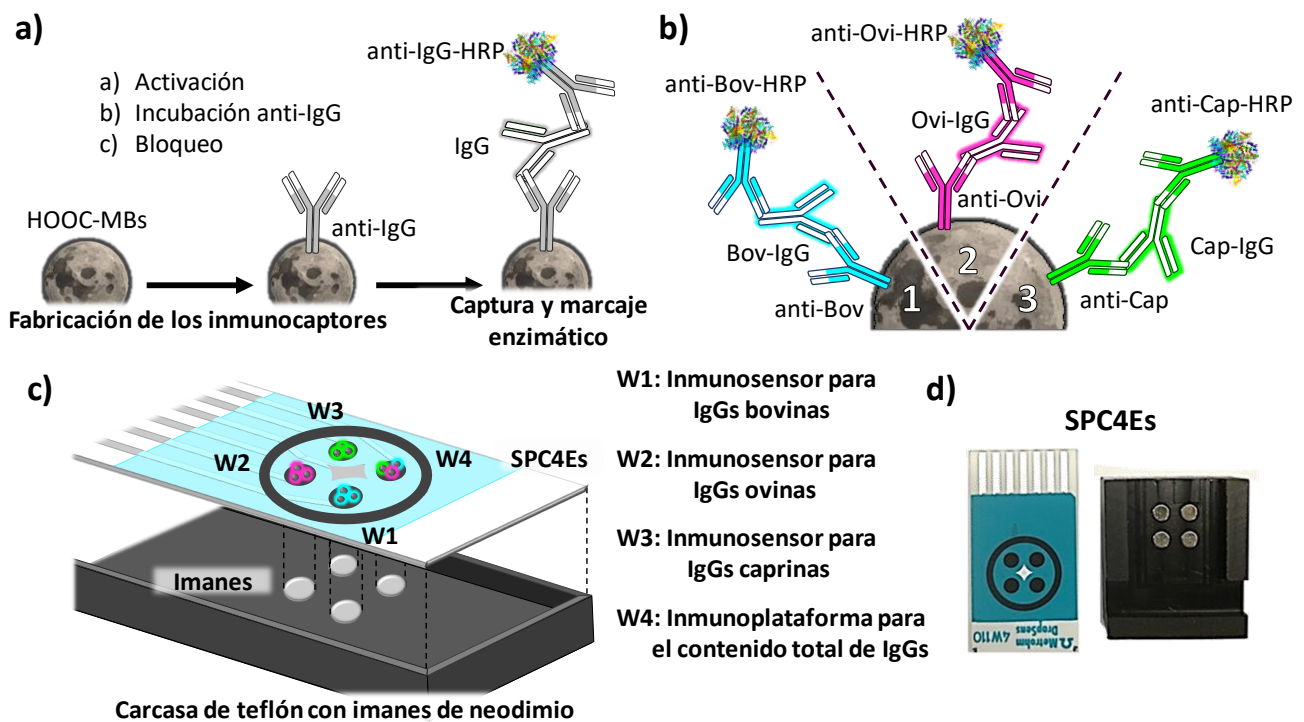 a)
a) Activación
b) Incubación anti-IgG
c) Bloqueo
HOOC-MBs
anti-IgG
anti-IgG-HRP
IgG
Fabricación de los inmunocaptores
Captura y marcaje
enzimático
b)
anti-Bov-HRP
anti-Ovi-HRP
anti-Cap-HRP
Ovi-IgG
Bov-IgG
Cap-IgG
anti-Ovi
anti-Bov
anti-Cap
1
2
3
c)
W3
W2
W4
W1
SPC4Es
Imanes
Carcasa de teflón con imanes de neodimio
W1: Inmunosensor para
IgGs bovinas
W2: Inmunosensor para
IgGs ovinas
W3: Inmunosensor para
IgGs caprinas
W4: Inmunoplataforma para
el contenido total de IgGs
d)
SPC4Es
Metrohm
DropSens
4W110